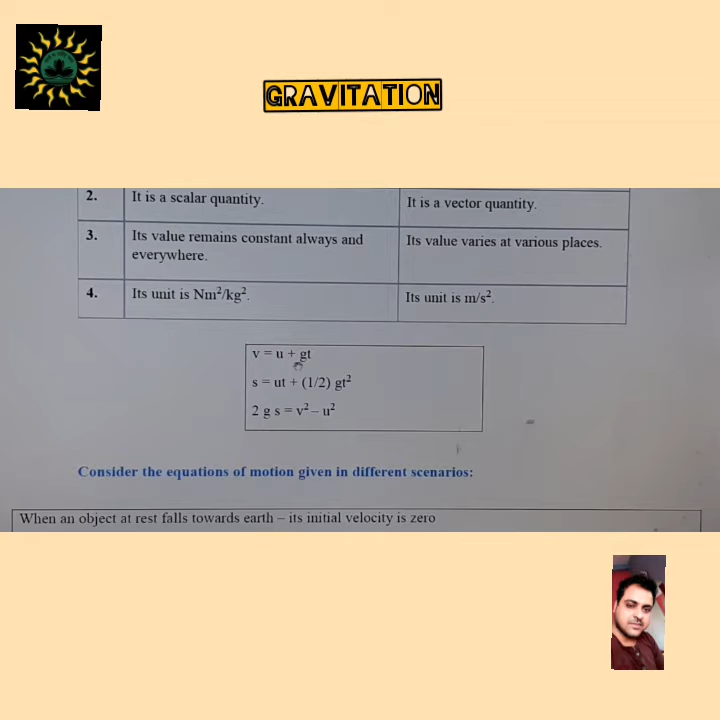 GRAVITATION
2. It is a scalar quantity. It is a vector quantity.
3. Its value remains constant always and Its value varies at various places.
everywhere.
4. Its unit is Nm²/kg². Its unit is m/s².
v = u + gt
s = ut + (1/2) gt²
2 g s = v² – u²
Consider the equations of motion given in different scenarios:
When an object at rest falls towards earth – its initial velocity is zero